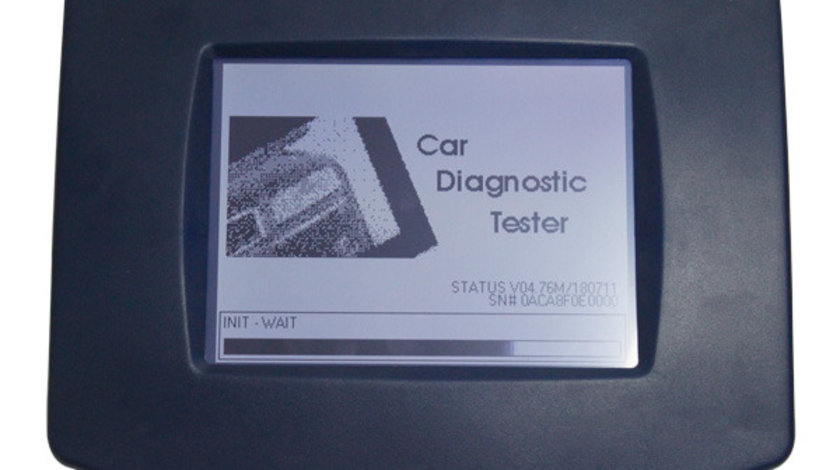 Car
Diagnostic
Tester
STATUS V04.76M/180711
SN# 0ACA8F0E0000
INIT - WAIT